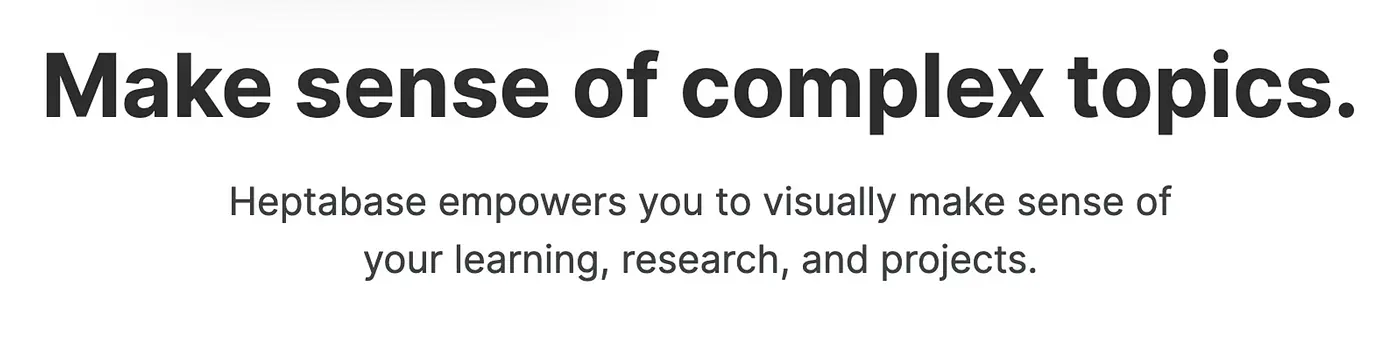 Make sense of complex topics.
Heptabase empowers you to visually make sense of
your learning, research, and projects.